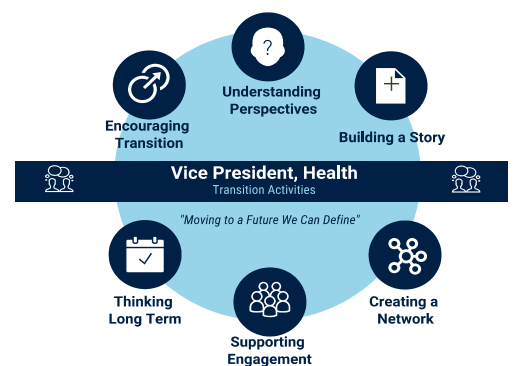 ?
Understanding
Perspectives
Encouraging
Transition
Building a Story
Vice President, Health
Transition Activities
"Moving to a Future We Can Define"
Thinking
Long Term
Creating a
Network
Supporting
Engagement